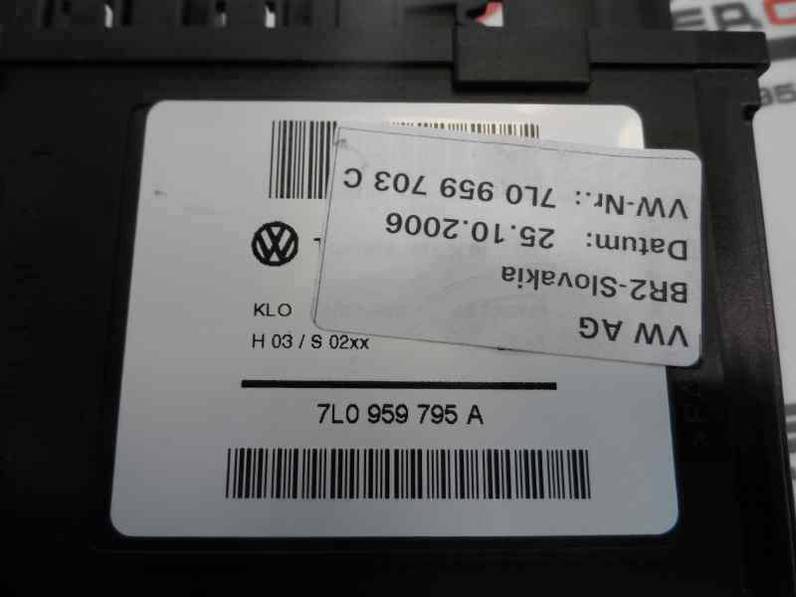 VW AG
BR2-Slovakia
Datum: 25.10.2006
VW-Nr.: 7L0 959 703 C
KLO
H 03 / S 02xx
7L0 959 795 A